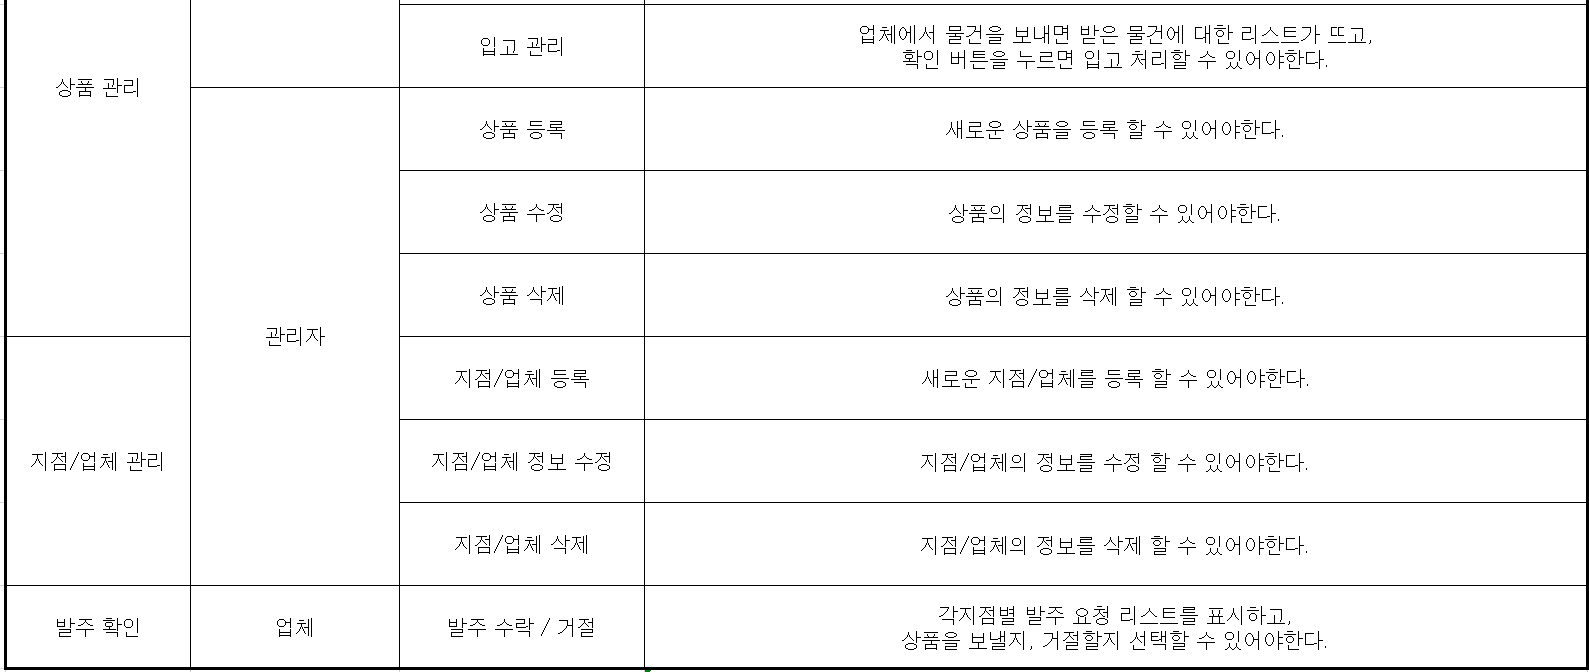 상품 관리
입고 관리
업체에서 물건을 보내면 받은 물건에 대한 리스트가 뜨고,
확인 버튼을 누르면 입고 처리할 수 있어야한다.
관리자
상품 등록
새로운 상품을 등록 할 수 있어야한다.
상품 수정
상품의 정보를 수정할 수 있어야한다.
상품 삭제
상품의 정보를 삭제 할 수 있어야한다.
지점/업체 관리
지점/업체 등록
새로운 지점/업체를 등록 할 수 있어야한다.
지점/업체 정보 수정
지점/업체의 정보를 수정 할 수 있어야한다.
지점/업체 삭제
지점/업체의 정보를 삭제 할 수 있어야한다.
발주 확인
업체
발주 수락 / 거절
각지점별 발주 요청 리스트를 표시하고,
상품을 보낼지, 거절할지 선택할 수 있어야한다.